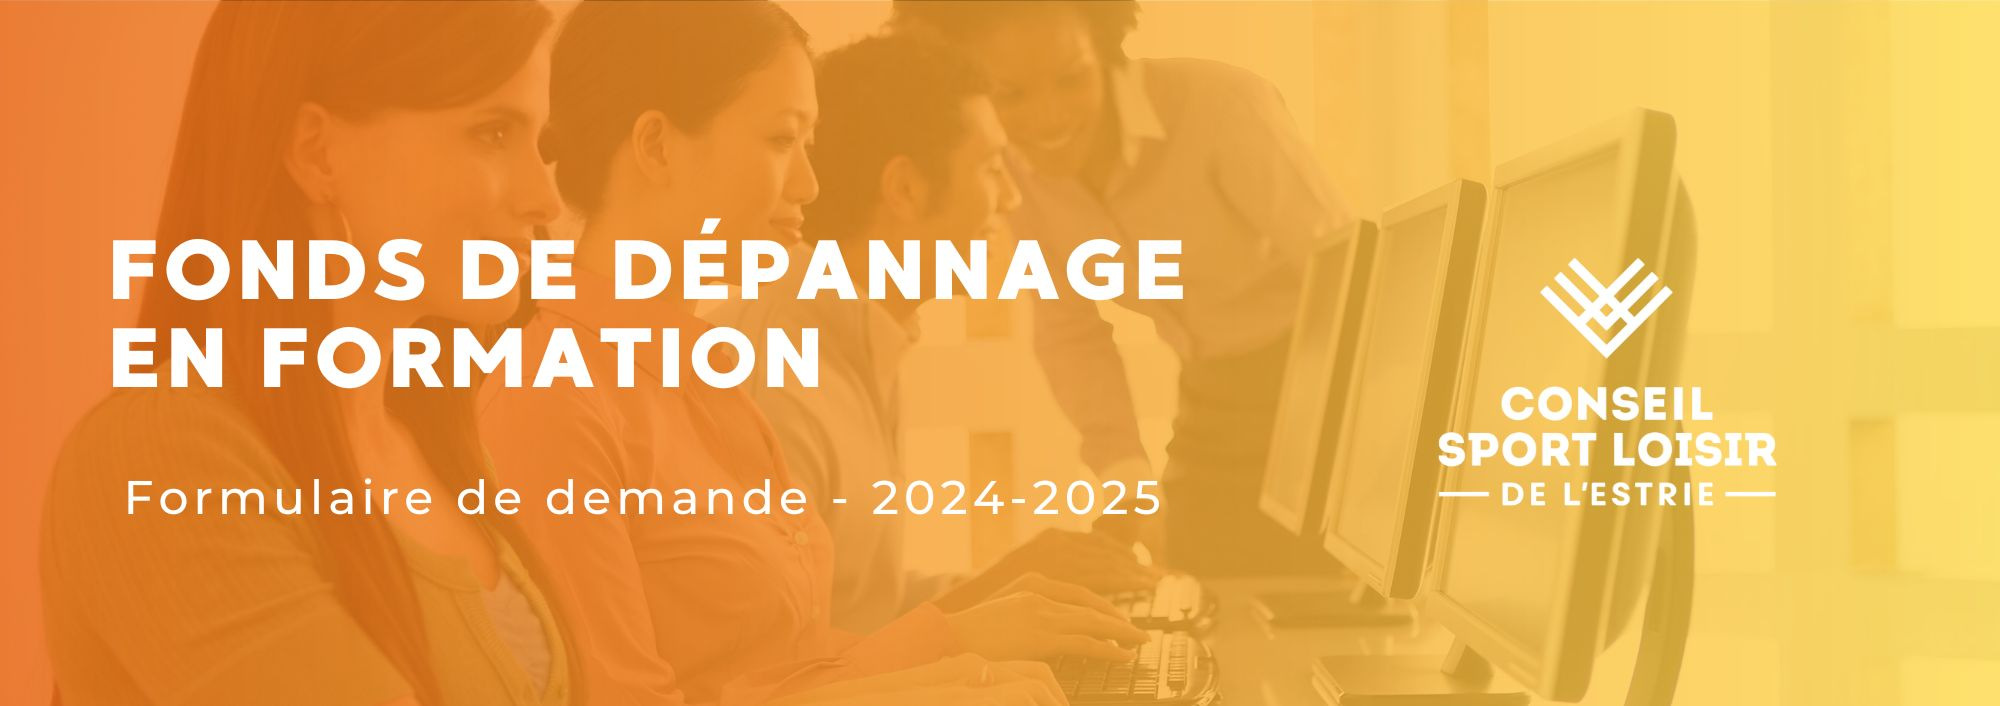 FONDS DE DÉPANNAGE
EN FORMATION
Formulaire de demande - 2024-2025
CONSEIL
SPORT LOISIR
DE L'ESTRIE